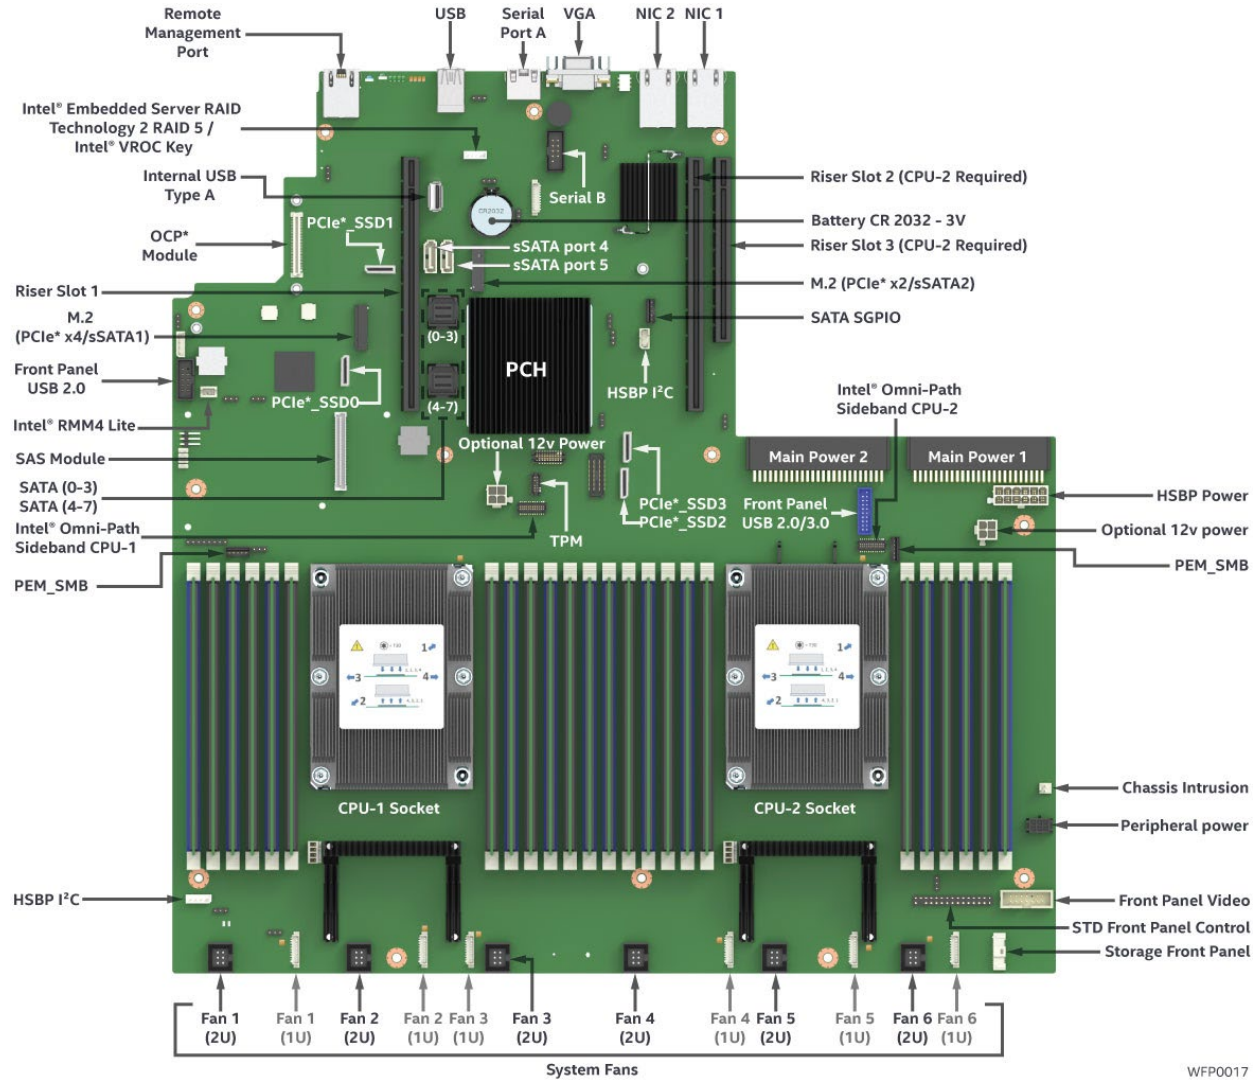 Remote
Management
Port
USB
Serial
Port A
VGA
NIC 2
NIC 1
Intel® Embedded Server RAID
Technology 2 RAID 5 /
Intel® VROC Key
Internal USB
Type A
Serial B
Riser Slot 2 (CPU-2 Required)
CR2032
Battery CR 2032 - 3V
PCIe*_SSD1
OCP*
Module
sSATA port 4
sSATA port 5
Riser Slot 3 (CPU-2 Required)
M.2 (PCIe* x2/sSATA2)
Riser Slot 1
M.2
(PCIe* x4/sSATA1)
SATA SGPIO
(0-3)
PCH
Front Panel
USB 2.0
HSBP I²C
PCIe*_SSD0
(4-7)
Intel® Omni-Path
Sideband CPU-2
Intel® RMM4 Lite
Optional 12v Power
SAS Module
Main Power 2
Main Power 1
SATA (0-3)
SATA (4-7)
PCIe*_SSD3
PCIe*_SSD2
Front Panel
USB 2.0/3.0
HSBP Power
Intel® Omni-Path
Sideband CPU-1
TPM
Optional 12v power
PEM_SMB
PEM_SMB
1
3
4
2
1
3
4
2
CPU-1 Socket
CPU-2 Socket
Chassis Intrusion
Peripheral power
HSBP I²C
Front Panel Video
STD Front Panel Control
Storage Front Panel
Fan 1
(2U)
Fan 1
(1U)
Fan 2
(2U)
Fan 2
(1U)
Fan 3
(1U)
Fan 3
(2U)
Fan 4
(2U)
Fan 4
(1U)
Fan 5
(2U)
Fan 5
(1U)
Fan 6
(2U)
Fan 6
(1U)
System Fans
WFP0017